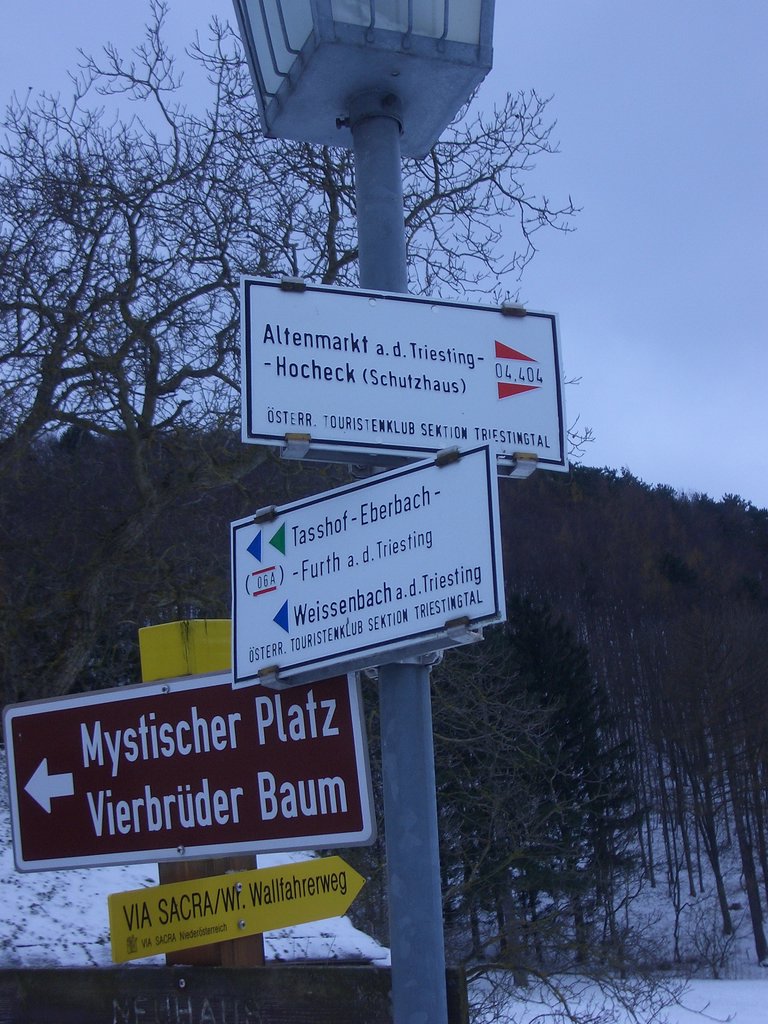 Altenmarkt a.d. Triesting-
-Hocheck (Schutzhaus)
04.404
ÖSTERR. TOURISTENKLUB SEKTION TRIESTINGTAL
Tasshof-Eberbach-
-Furth a.d. Triesting
(06A)
Weissenbach a.d. Triesting
ÖSTERR. TOURISTENKLUB SEKTION TRIESTINGTAL
Mystischer Platz
Vierbrüder Baum
VIA SACRA/Wr. Wallfahrerweg
VIA SACRA Niederösterreich
NEUHAUS